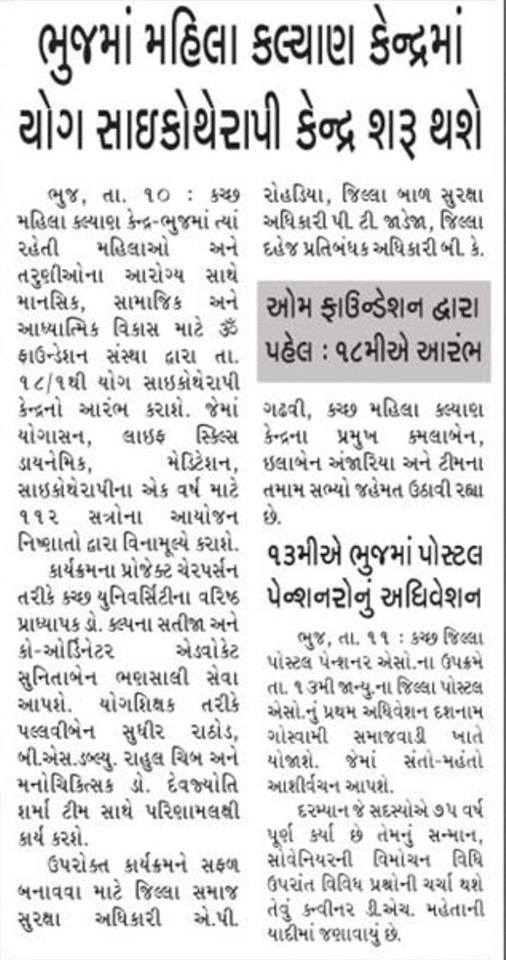 ભુજમાં મહિલા કલ્યાણ કેન્દ્રમાં
યોગ સાઇકોથેરાપી કેન્દ્ર શરૂ થશે
ભુજ, તા. ૧૦ : કચ્છ
મહિલા કલ્યાણ કેન્દ્ર-ભુજમાં ત્યાં
રહેતી મહિલાઓ અને
તરુણીઓના આરોગ્ય સાથે
માનસિક, સામાજિક અને
આધ્યાત્મિક વિકાસ માટે ૐ
ફાઉન્ડેશન સંસ્થા દ્વારા તા.
૧૮/૧થી યોગ સાઇકોથેરાપી
કેન્દ્રનો આરંભ કરાશે. જેમાં
યોગાસન, લાઇફ સ્કિલ્સ
ડાયનેમિક, મેડિટેશન,
સાઇકોથેરાપીના એક વર્ષ માટે
૧૧૨ સત્રોના આયોજન
નિષ્ણાતો દ્વારા વિનામૂલ્યે કરાશે.
કાર્યક્રમના પ્રોજેક્ટ ચેરપર્સન
તરીકે કચ્છ યુનિવર્સિટીના વરિષ્ઠ
પ્રાધ્યાપક ડો. કલ્પના સતીજા અને
કો-ઓર્ડિનેટર એડવોકેટ
સુનિતાબેન ભણસાલી સેવા
આપશે. યોગશિક્ષક તરીકે
પલ્લવીબેન સુધીર રાઠોડ,
બી.એસ.ડબ્લ્યુ. રાહુલ ચિબ અને
મનોચિકિત્સક ડો. દેવજ્યોતિ
શર્મા ટીમ સાથે પરિણામલક્ષી
કાર્ય કરશે.
ઉપરોક્ત કાર્યક્રમને સફળ
બનાવવા માટે જિલ્લા સમાજ
સુરક્ષા અધિકારી એ.પી.
રોહડિયા, જિલ્લા બાળ સુરક્ષા
અધિકારી પી. ટી. જાડેજા, જિલ્લા
દહેજ પ્રતિબંધક અધિકારી બી. કે.
ઓમ ફાઉન્ડેશન દ્વારા
પહેલ : ૧૮મીએ આરંભ
ગઢવી, કચ્છ મહિલા કલ્યાણ
કેન્દ્રના પ્રમુખ કમલાબેન,
ઇલાબેન અંજારિયા અને ટીમના
તમામ સભ્યો જહેમત ઉઠાવી રહ્યા
છે.
૧૩મીએ ભુજમાં પોસ્ટલ
પેન્શનરોનું અધિવેશન
ભુજ, તા. ૧૧ : કચ્છ જિલ્લા
પોસ્ટલ પેન્શનર એસો.ના ઉપક્રમે
તા. ૧૩મી જાન્યુ.ના જિલ્લા પોસ્ટલ
એસો.નું પ્રથમ અધિવેશન દશનામ
ગોસ્વામી સમાજવાડી ખાતે
યોજાશે. જેમાં સંતો-મહંતો
આશીર્વચન આપશે.
દરમ્યાન જે સદસ્યોએ ૭૫ વર્ષ
પૂર્ણ કર્યા છે તેમનું સન્માન,
સોવેનિયરની વિમોચન વિધિ
ઉપરાંત વિવિધ પ્રશ્નોની ચર્ચા થશે
તેવું કન્વીનર ડી.એચ. મહેતાની
યાદીમાં જણાવાયું છે.